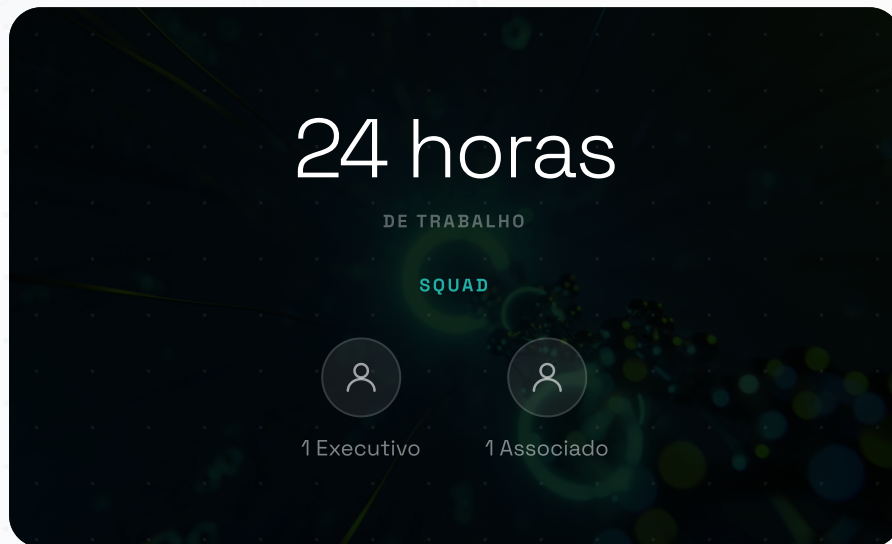 24 horas
DE TRABALHO
SQUAD
1 Executivo
1 Associado